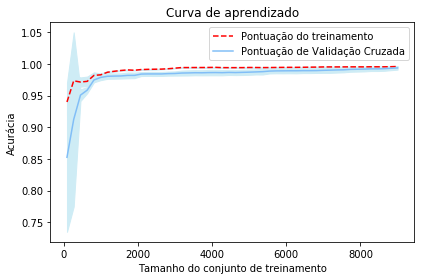 Curva de aprendizado
Pontuação do treinamento
Pontuação de Validação Cruzada
Acurácia
1.05
1.00
0.95
0.90
0.85
0.80
0.75
0 2000 4000 6000 8000
Tamanho do conjunto de treinamento